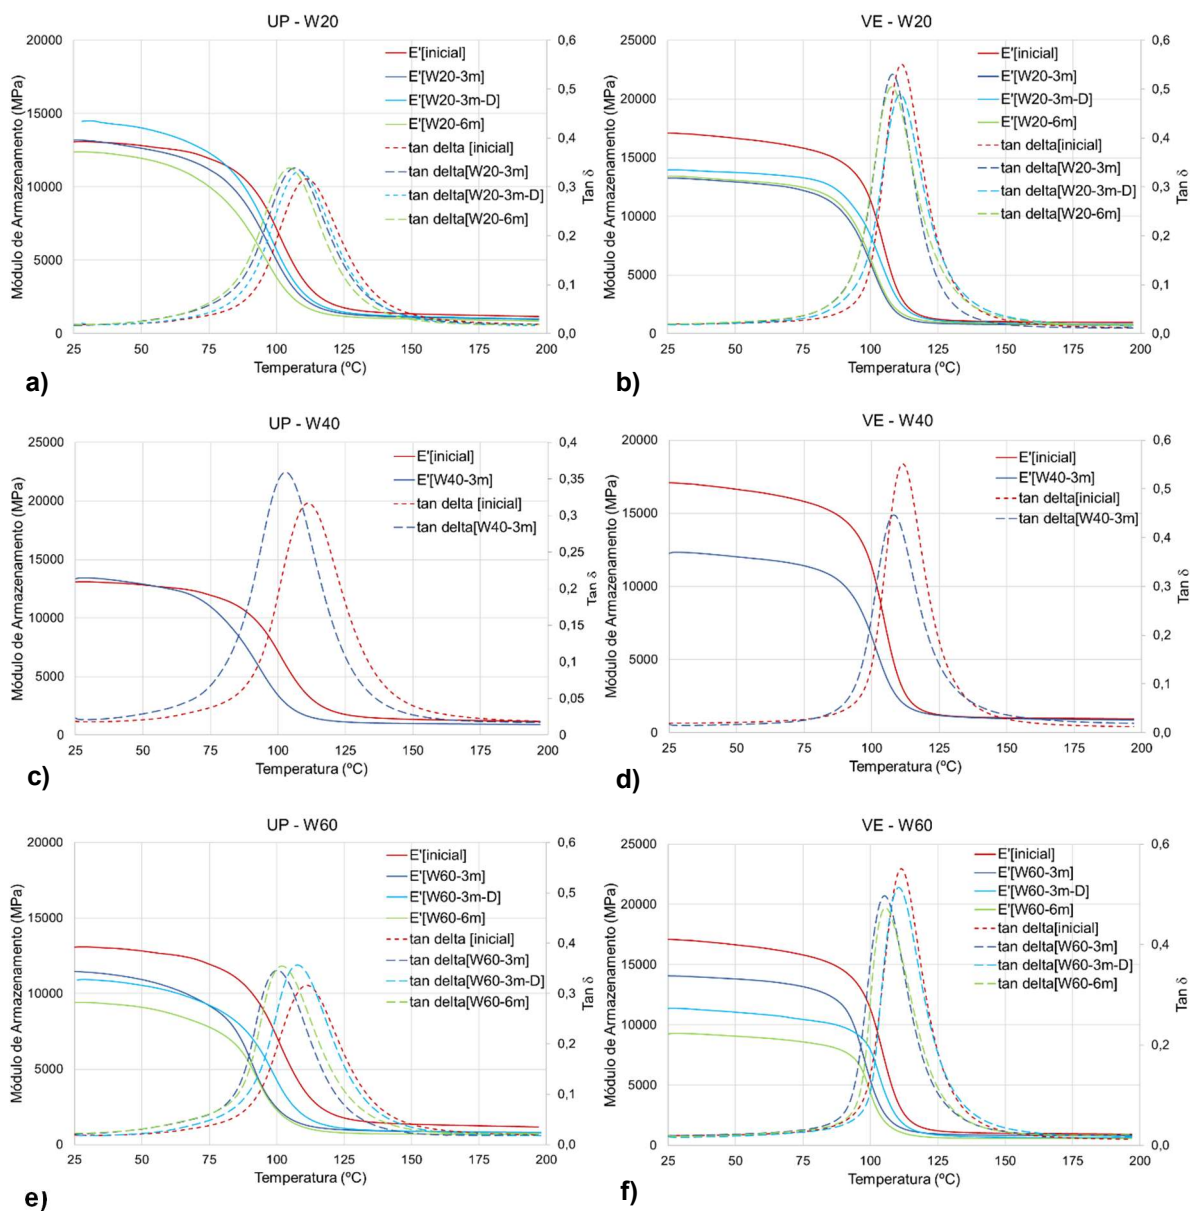 UP - W20
20000
15000
10000
5000
0
0,6
0,5
0,4
0,3
0,2
0,1
0,0
25 50 75 100 125 150 175 200
Módulo de Armazenamento (MPa)
Tan δ
Temperatura (ºC)
E'[inicial]
E'[W20-3m]
E'[W20-3m-D]
E'[W20-6m]
tan delta [inicial]
tan delta[W20-3m]
tan delta[W20-3m-D]
tan delta[W20-6m]
a)
VE - W20
25000
20000
15000
10000
5000
0
0,6
0,5
0,4
0,3
0,2
0,1
0,0
25 50 75 100 125 150 175 200
Módulo de Armazenamento (MPa)
Tan δ
Temperatura (ºC)
E'[inicial]
E'[W20-3m]
E'[W20-3m-D]
E'[W20-6m]
tan delta[inicial]
tan delta[W20-3m]
tan delta[W20-3m-D]
tan delta[W20-6m]
b)
UP - W40
25000
20000
15000
10000
5000
0
0,4
0,35
0,3
0,25
0,2
0,15
0,1
0,05
0
25 50 75 100 125 150 175 200
Módulo de Armazenamento (MPa)
Tan δ
Temperatura (ºC)
E'[inicial]
E'[W40-3m]
tan delta [inicial]
tan delta[W40-3m]
c)
VE - W40
20000
15000
10000
5000
0
0,6
0,5
0,4
0,3
0,2
0,1
0,0
25 50 75 100 125 150 175 200
Módulo de Armazenamento (MPa)
Tan δ
Temperatura (ºC)
E'[inicial]
E'[W40-3m]
tan delta[inicial]
tan delta[W40-3m]
d)
UP - W60
20000
15000
10000
5000
0
0,6
0,5
0,4
0,3
0,2
0,1
0,0
25 50 75 100 125 150 175 200
Módulo de Armazenamento (MPa)
Tan δ
Temperatura (ºC)
E'[inicial]
E'[W60-3m]
E'[W60-3m-D]
E'[W60-6m]
tan delta [inicial]
tan delta[W60-3m]
tan delta[W60-3m-D]
tan delta[W60-6m]
e)
VE - W60
25000
20000
15000
10000
5000
0
0,6
0,4
0,2
0,0
25 50 75 100 125 150 175 200
Módulo de Armazenamento (MPa)
Tan δ
Temperatura (ºC)
E'[inicial]
E'[W60-3m]
E'[W60-3m-D]
E'[W60-6m]
tan delta[inicial]
tan delta[W60-3m]
tan delta[W60-3m-D]
tan delta[W60-6m]
f)